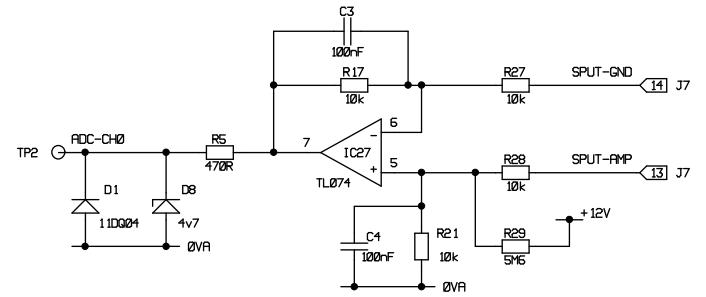 C3
100nF
R17
10k
R27
10k
SPUT-GND
14
J7
TP2
ADC-CH0
R5
470R
7
6
5
-
+
IC27
TL074
R28
10k
SPUT-AMP
13
J7
D1
11DQ04
D8
4v7
0VA
C4
100nF
R21
10k
R29
5M6
+12V
0VA